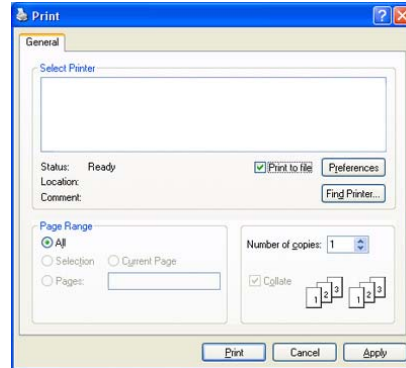 Print
General
Select Printer
Status: Ready
Location:
Comment:
Print to file
Preferences
Find Printer...
Page Range
All
Selection
Current Page
Pages:
Number of copies: 1
Collate
1 2 3 1 2 3
Print Cancel Apply